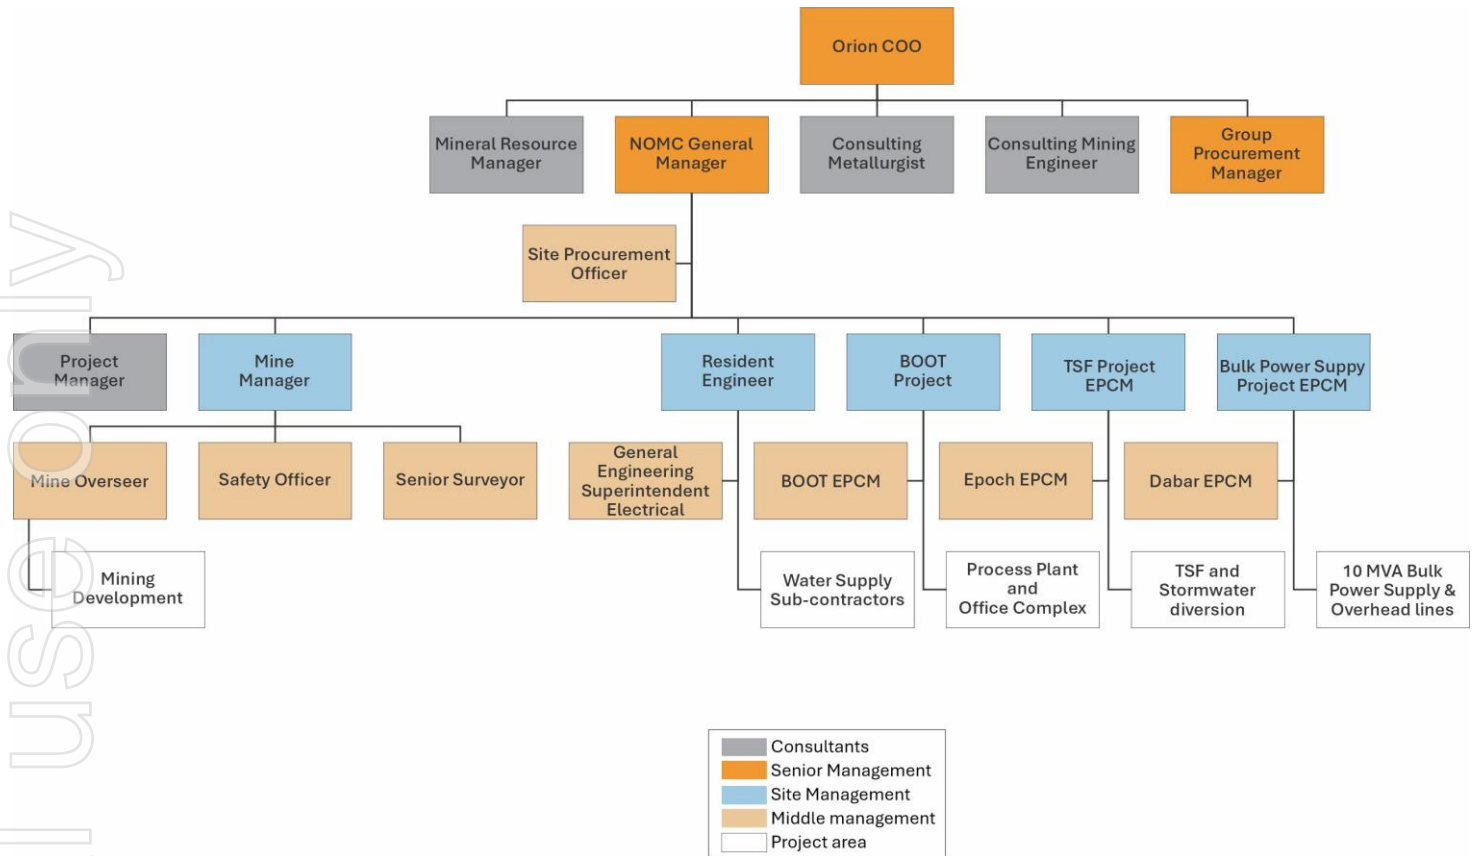 Orion COO
Mineral Resource
Manager
NOMC General
Manager
Consulting
Metallurgist
Consulting Mining
Engineer
Group
Procurement
Manager
Site Procurement
Officer
Project
Manager
Mine
Manager
Resident
Engineer
BOOT
Project
TSF Project
EPCM
Bulk Power Suppy
Project EPCM
Mine Overseer
Safety Officer
Senior Surveyor
General
Engineering
Superintendent
Electrical
BOOT EPCM
Epoch EPCM
Dabar EPCM
Mining
Development
Water Supply
Sub-contractors
Process Plant
and
Office Complex
TSF and
Stormwater
diversion
10 MVA Bulk
Power Supply &
Overhead lines
Consultants
Senior Management
Site Management
Middle management
Project area
use only